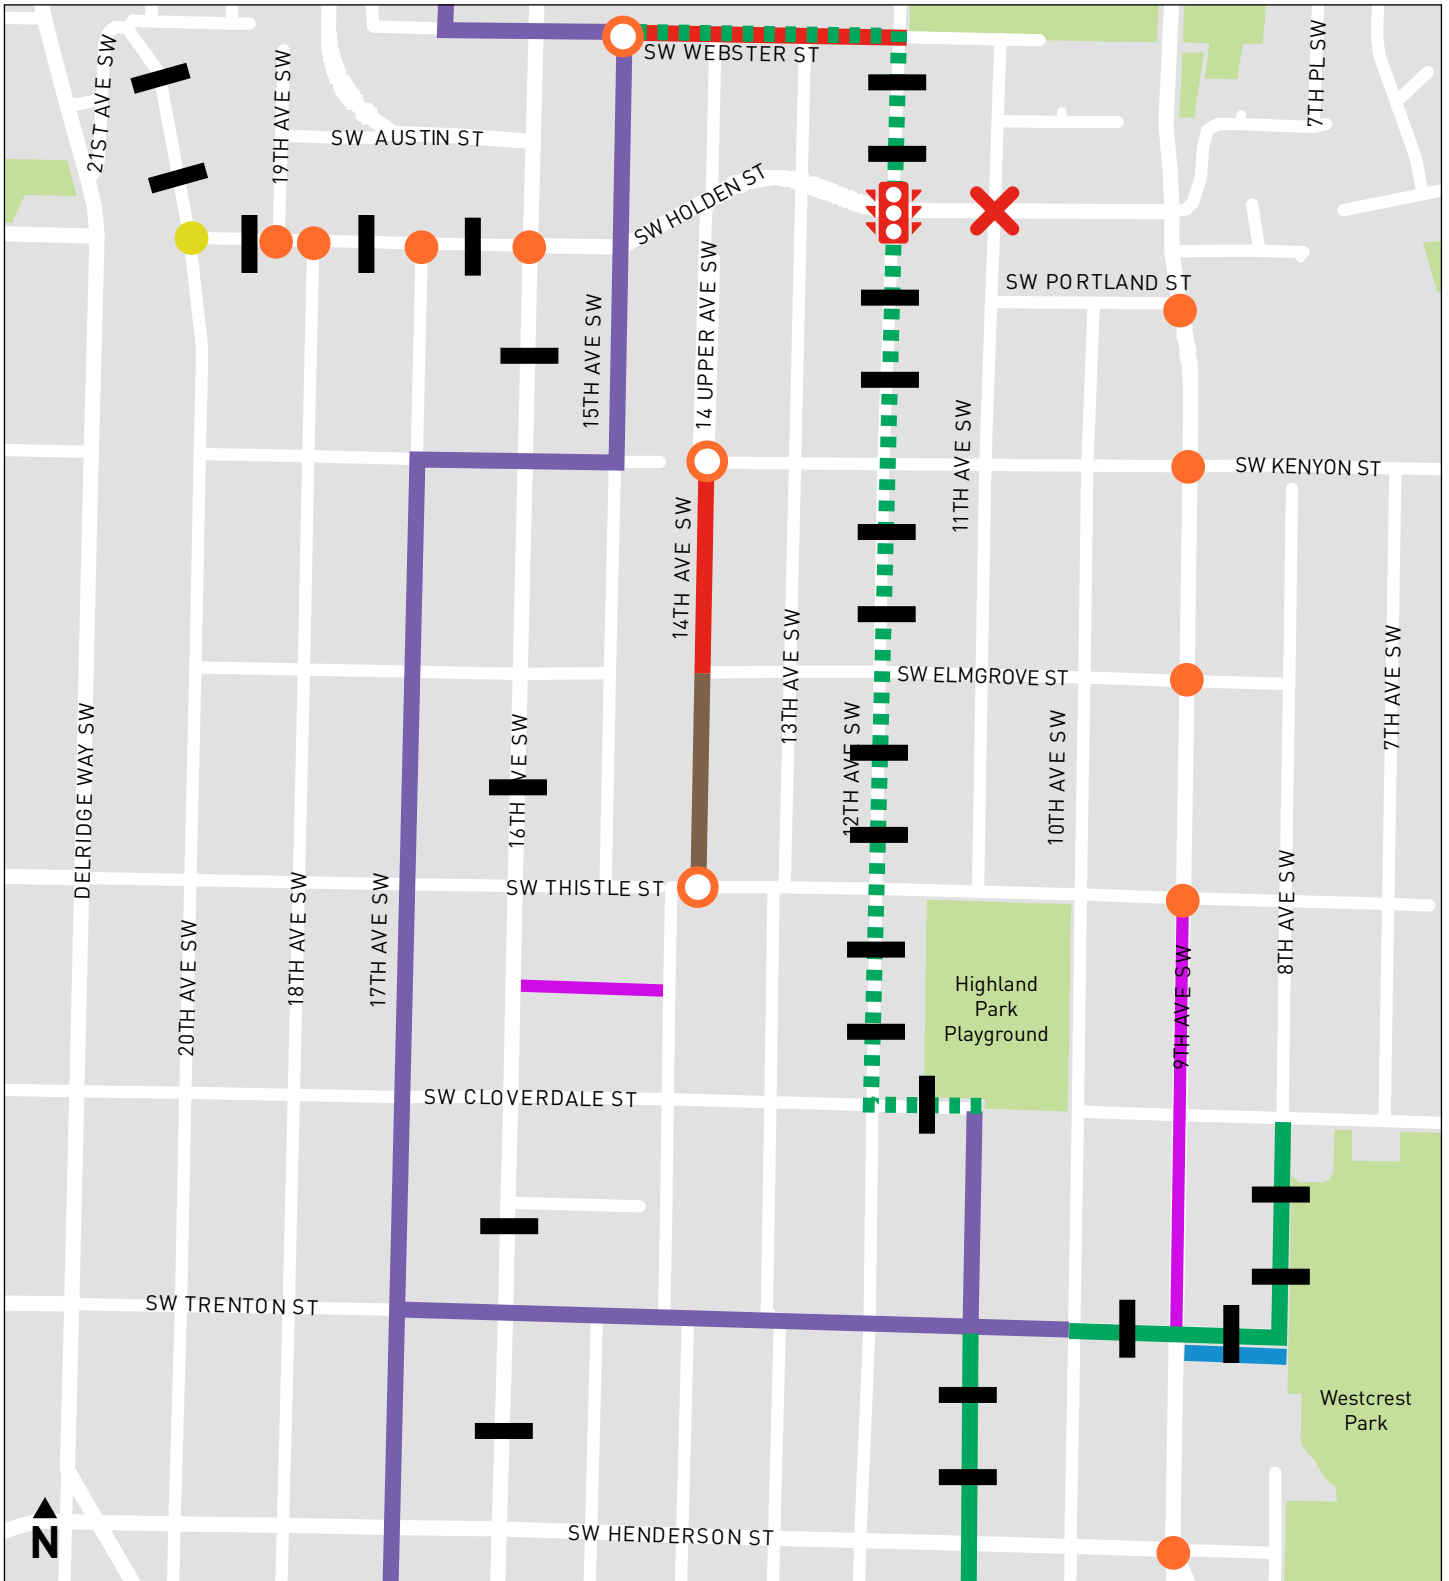 SW WEBSTER ST
7TH PL SW
21ST AVE SW
19TH AVE SW
SW AUSTIN ST
SW HOLDEN ST
SW PORTLAND ST
14 UPPER AVE SW
15TH AVE SW
11TH AVE SW
SW KENYON ST
14TH AVE SW
13TH AVE SW
SW ELMGROVE ST
7TH AVE SW
DELRIDGE WAY SW
16TH AVE SW
12TH AVE SW
10TH AVE SW
SW THISTLE ST
8TH AVE SW
18TH AVE SW
17TH AVE SW
20TH AVE SW
9TH AVE SW
Highland
Park
Playground
SW CLOVERDALE ST
SW TRENTON ST
Westcrest
Park
SW HENDERSON ST
N